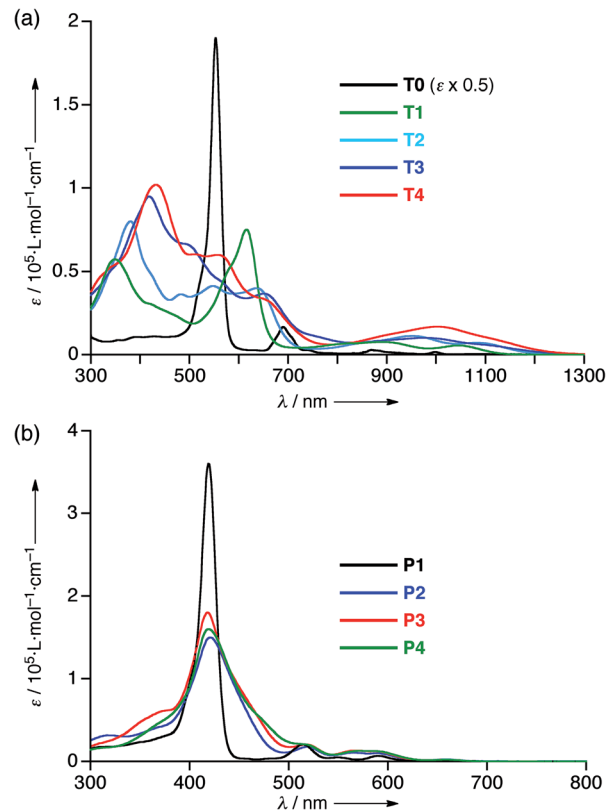 (a)
ε / 10⁵·L·mol⁻¹·cm⁻¹
2
1.5
1
0.5
0
T0 (ε x 0.5)
T1
T2
T3
T4
300 500 700 900 1100 1300
λ / nm
(b)
ε / 10⁵·L·mol⁻¹·cm⁻¹
4
3
2
1
0
P1
P2
P3
P4
300 400 500 600 700 800
λ / nm